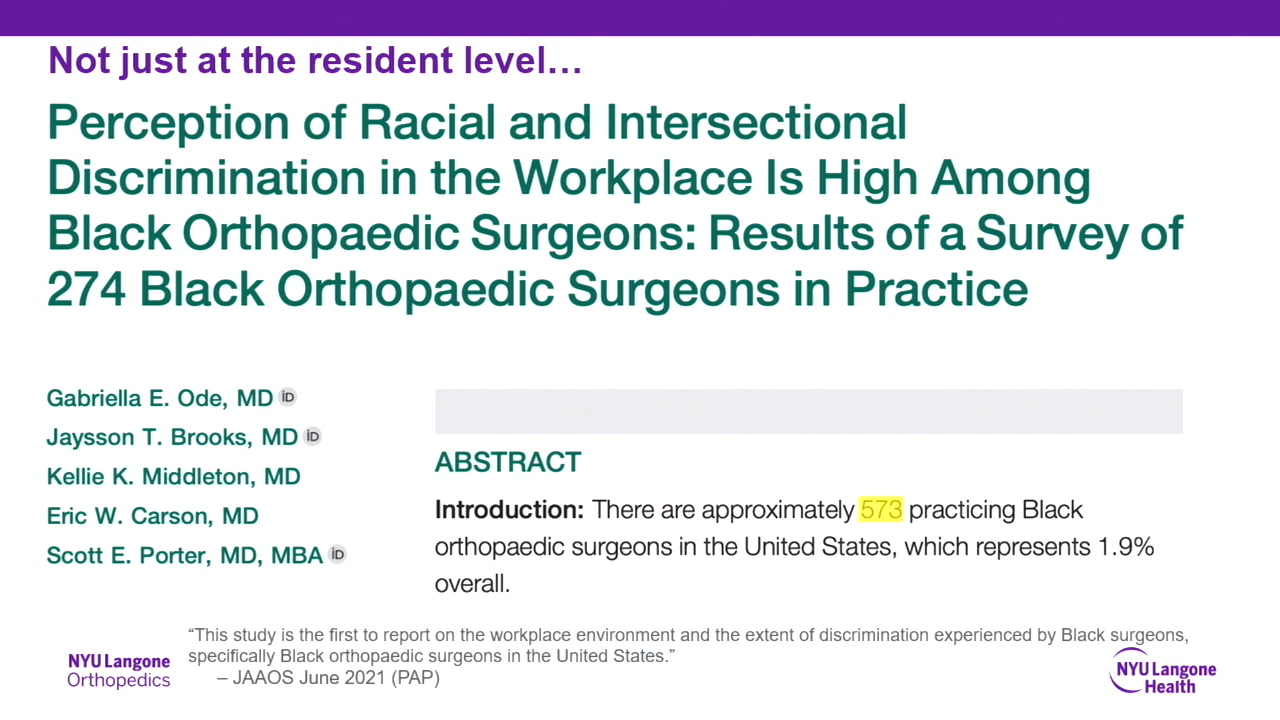 Not just at the resident level…
Perception of Racial and Intersectional
Discrimination in the Workplace Is High Among
Black Orthopaedic Surgeons: Results of a Survey of
274 Black Orthopaedic Surgeons in Practice
Gabriella E. Ode, MD iD
Jaysson T. Brooks, MD iD
Kellie K. Middleton, MD
Eric W. Carson, MD
Scott E. Porter, MD, MBA iD
ABSTRACT
Introduction: There are approximately 573 practicing Black
orthopaedic surgeons in the United States, which represents 1.9%
overall.
“This study is the first to report on the workplace environment and the extent of discrimination experienced by Black surgeons,
specifically Black orthopaedic surgeons in the United States.”
– JAAOS June 2021 (PAP)
NYU Langone
Orthopedics
NYU Langone
Health